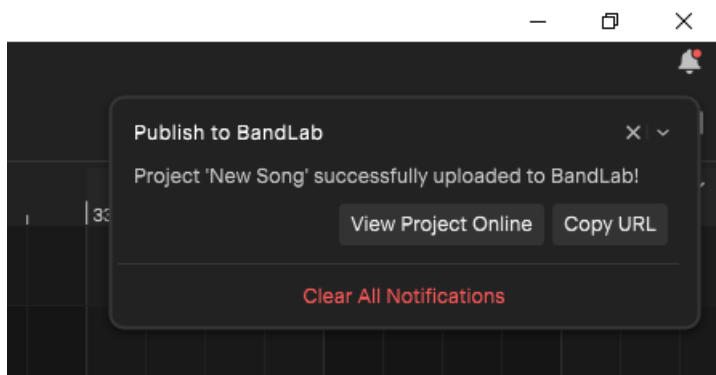 Publish to BandLab
Project 'New Song' successfully uploaded to BandLab!
33
View Project Online Copy URL
Clear All Notifications